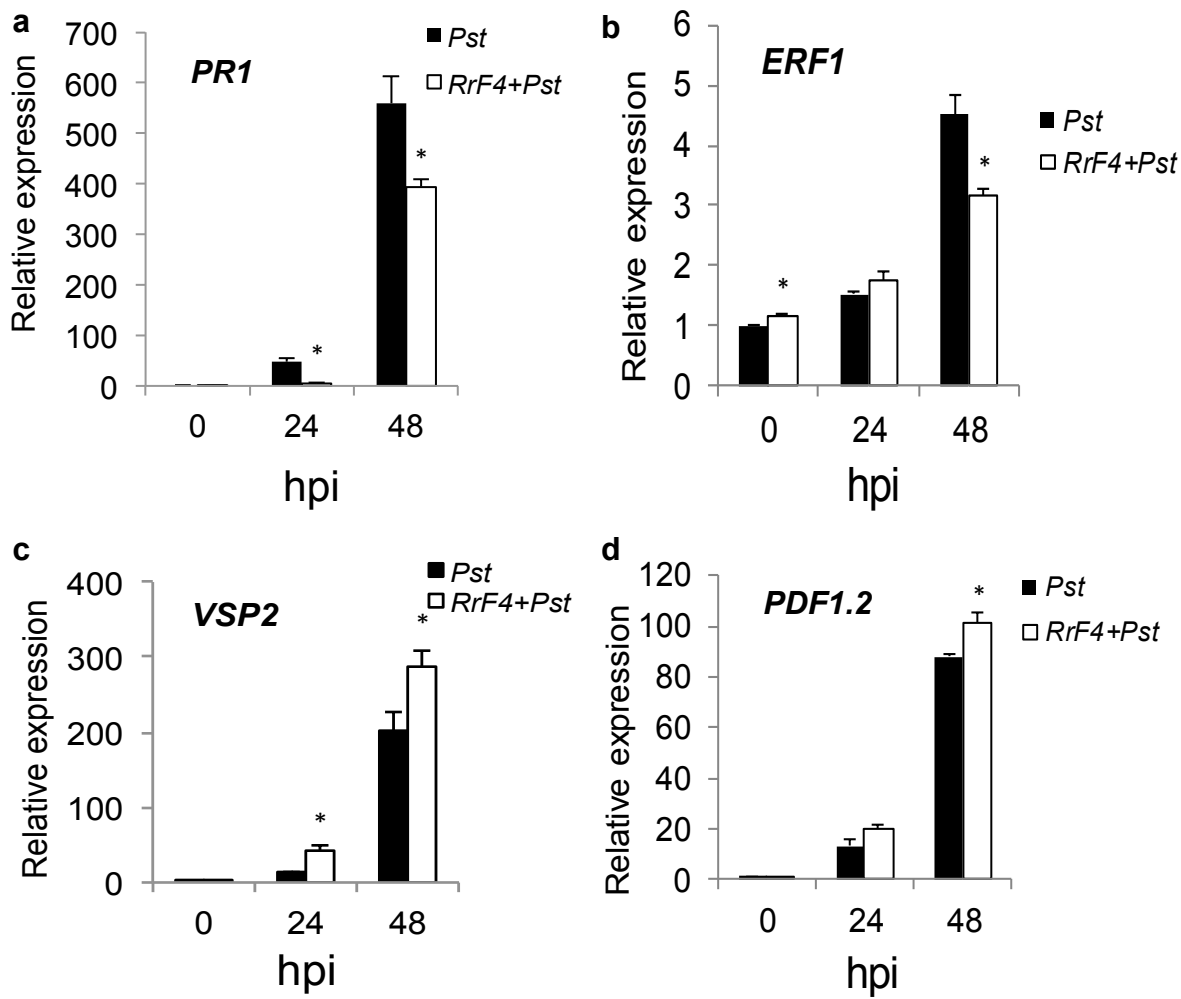 a
PR1
Pst
RrF4+Pst
Relative expression
700
600
500
400
300
200
100
0
*
*
0 24 48
hpi
b
ERF1
Pst
RrF4+Pst
Relative expression
6
5
4
3
2
1
0
*
*
0 24 48
hpi
c
VSP2
Pst
RrF4+Pst
Relative expression
400
300
200
100
0
*
*
0 24 48
hpi
d
PDF1.2
Pst
RrF4+Pst
Relative expression
120
100
80
60
40
20
0
*
0 24 48
hpi